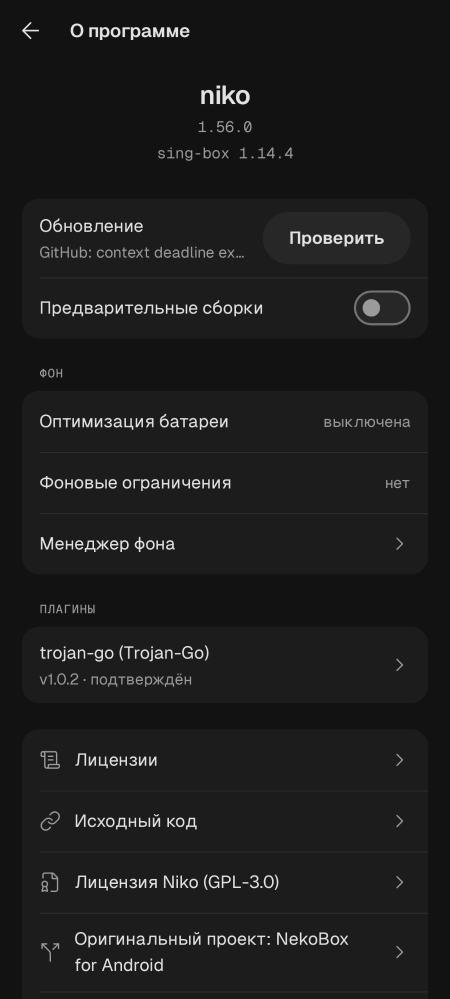 О программе
niko
1.56.0
sing-box 1.14.4
Обновление
GitHub: context deadline ex…
Проверить
Предварительные сборки
ФОН
Оптимизация батареи
выключена
Фоновые ограничения
нет
Менеджер фона
ПЛАГИНЫ
trojan-go (Trojan-Go)
v1.0.2 · подтверждён
Лицензии
Исходный код
Лицензия Niko (GPL-3.0)
Оригинальный проект: NekoBox
for Android